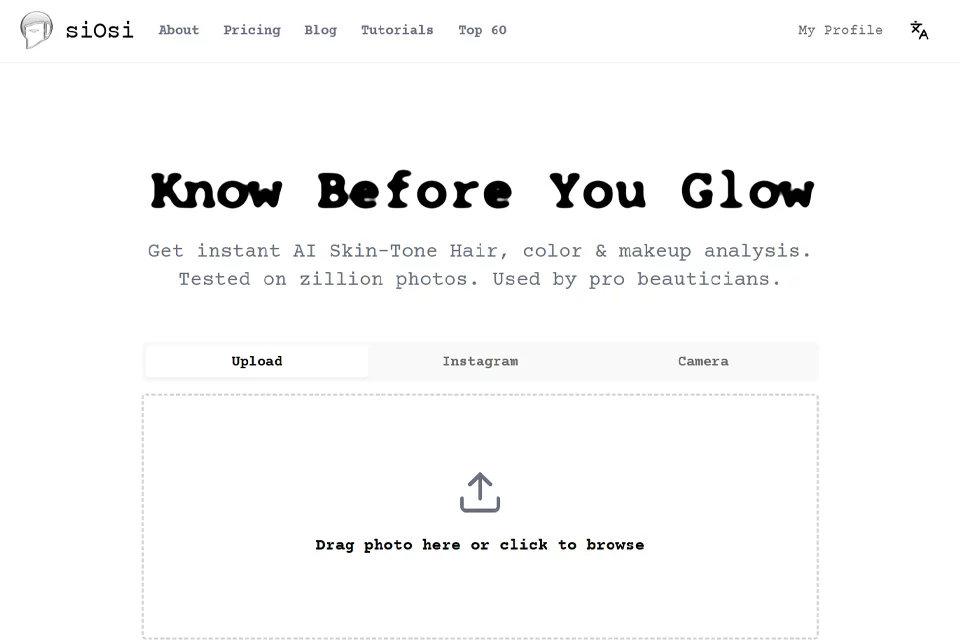 siOsi
About
Pricing
Blog
Tutorials
Top 60
My Profile
Know Before You Glow
Get instant AI Skin-Tone Hair, color & makeup analysis.
Tested on zillion photos. Used by pro beauticians.
Upload
Instagram
Camera
Drag photo here or click to browse